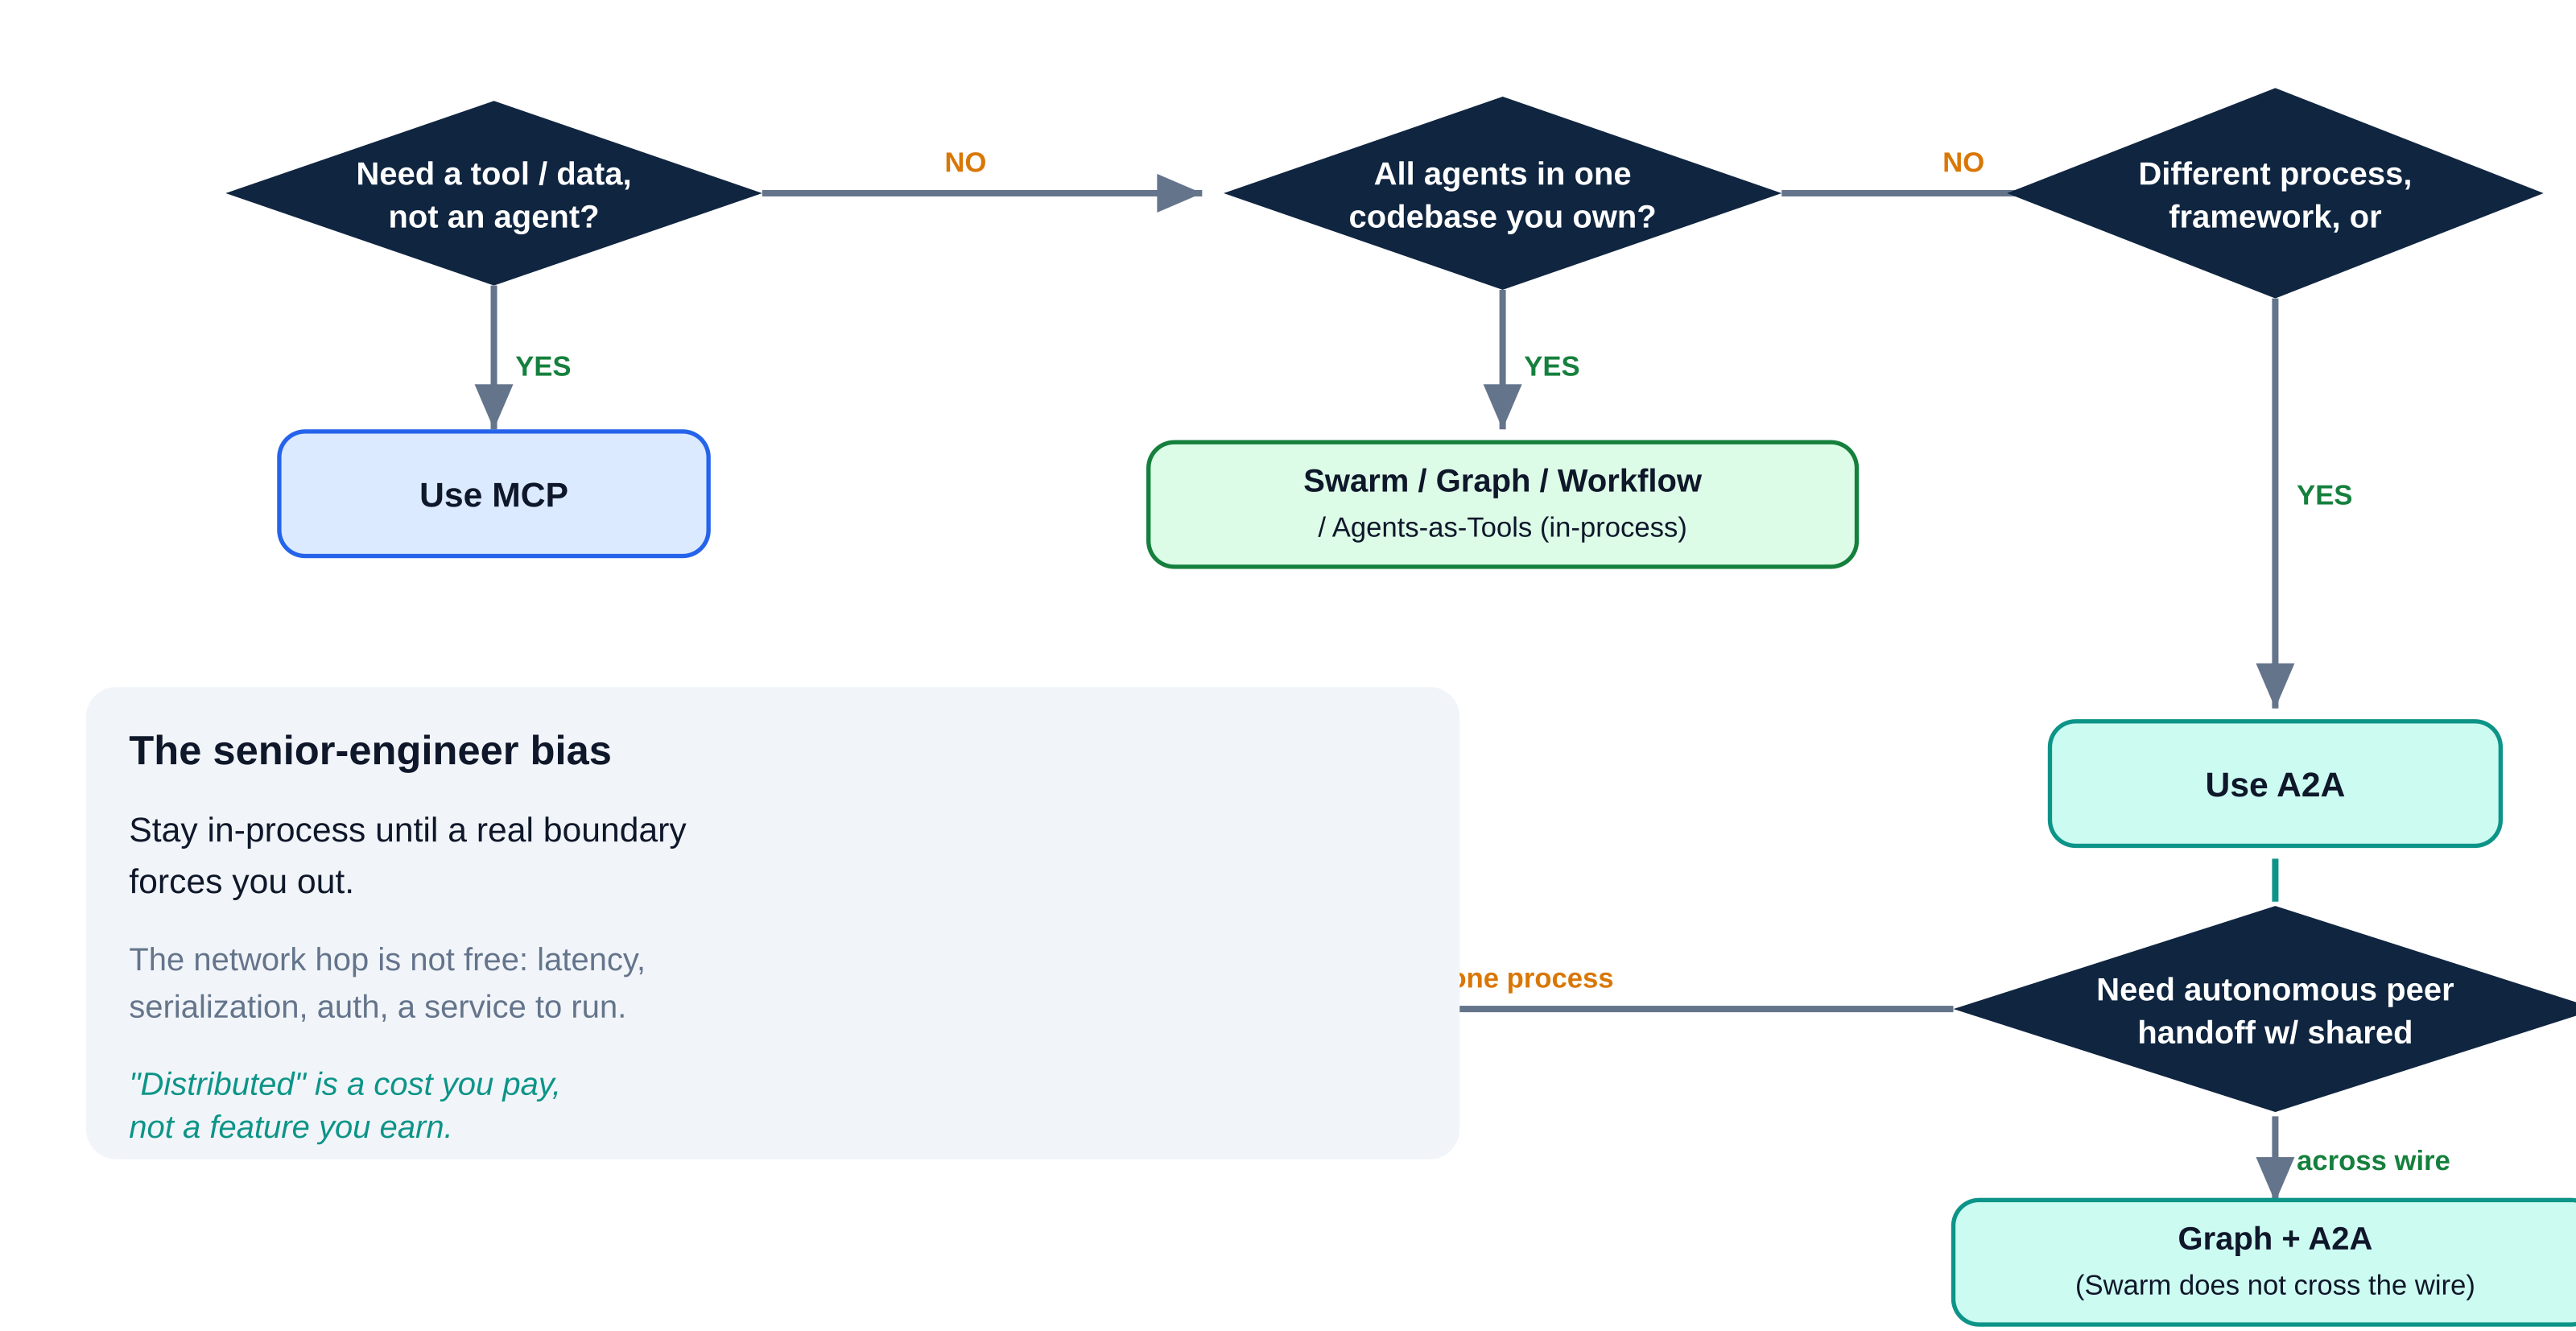 Need a tool / data,
not an agent?
NO
All agents in one
codebase you own?
NO
Different process,
framework, or
YES
YES
YES
Use MCP
Swarm / Graph / Workflow
/ Agents-as-Tools (in-process)
The senior-engineer bias
Stay in-process until a real boundary
forces you out.
The network hop is not free: latency,
serialization, auth, a service to run.
"Distributed" is a cost you pay,
not a feature you earn.
Use A2A
one process
Need autonomous peer
handoff w/ shared
across wire
Graph + A2A
(Swarm does not cross the wire)